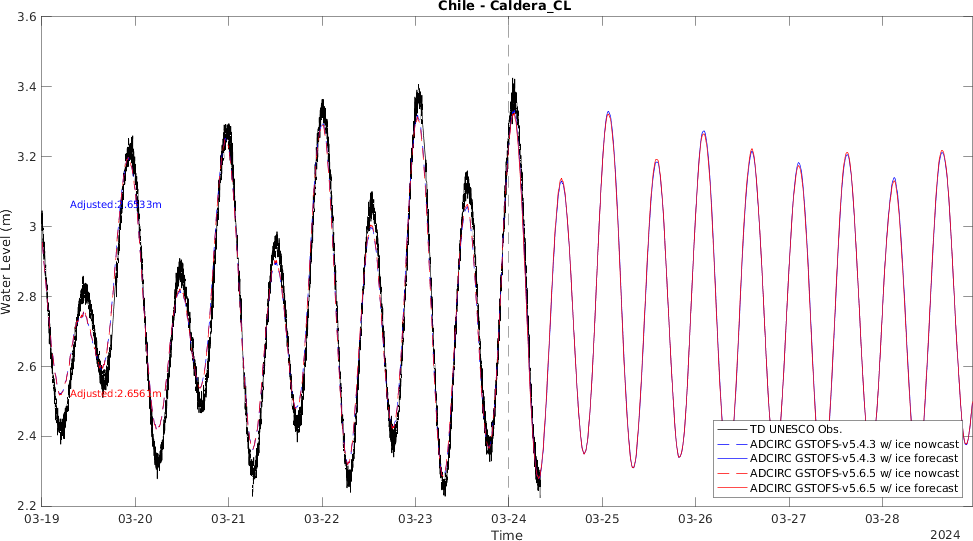 Chile - Caldera_CL
3.6
3.4
3.2
3
2.8
2.6
2.4
2.2
Water Level (m)
Adjusted:2.6533m
Adjusted:2.6561m
TD UNESCO Obs.
ADCIRC GSTOFS-v5.4.3 w/ ice nowcast
ADCIRC GSTOFS-v5.4.3 w/ ice forecast
ADCIRC GSTOFS-v5.6.5 w/ ice nowcast
ADCIRC GSTOFS-v5.6.5 w/ ice forecast
03-19 03-20 03-21 03-22 03-23 03-24 03-25 03-26 03-27 03-28
Time
2024